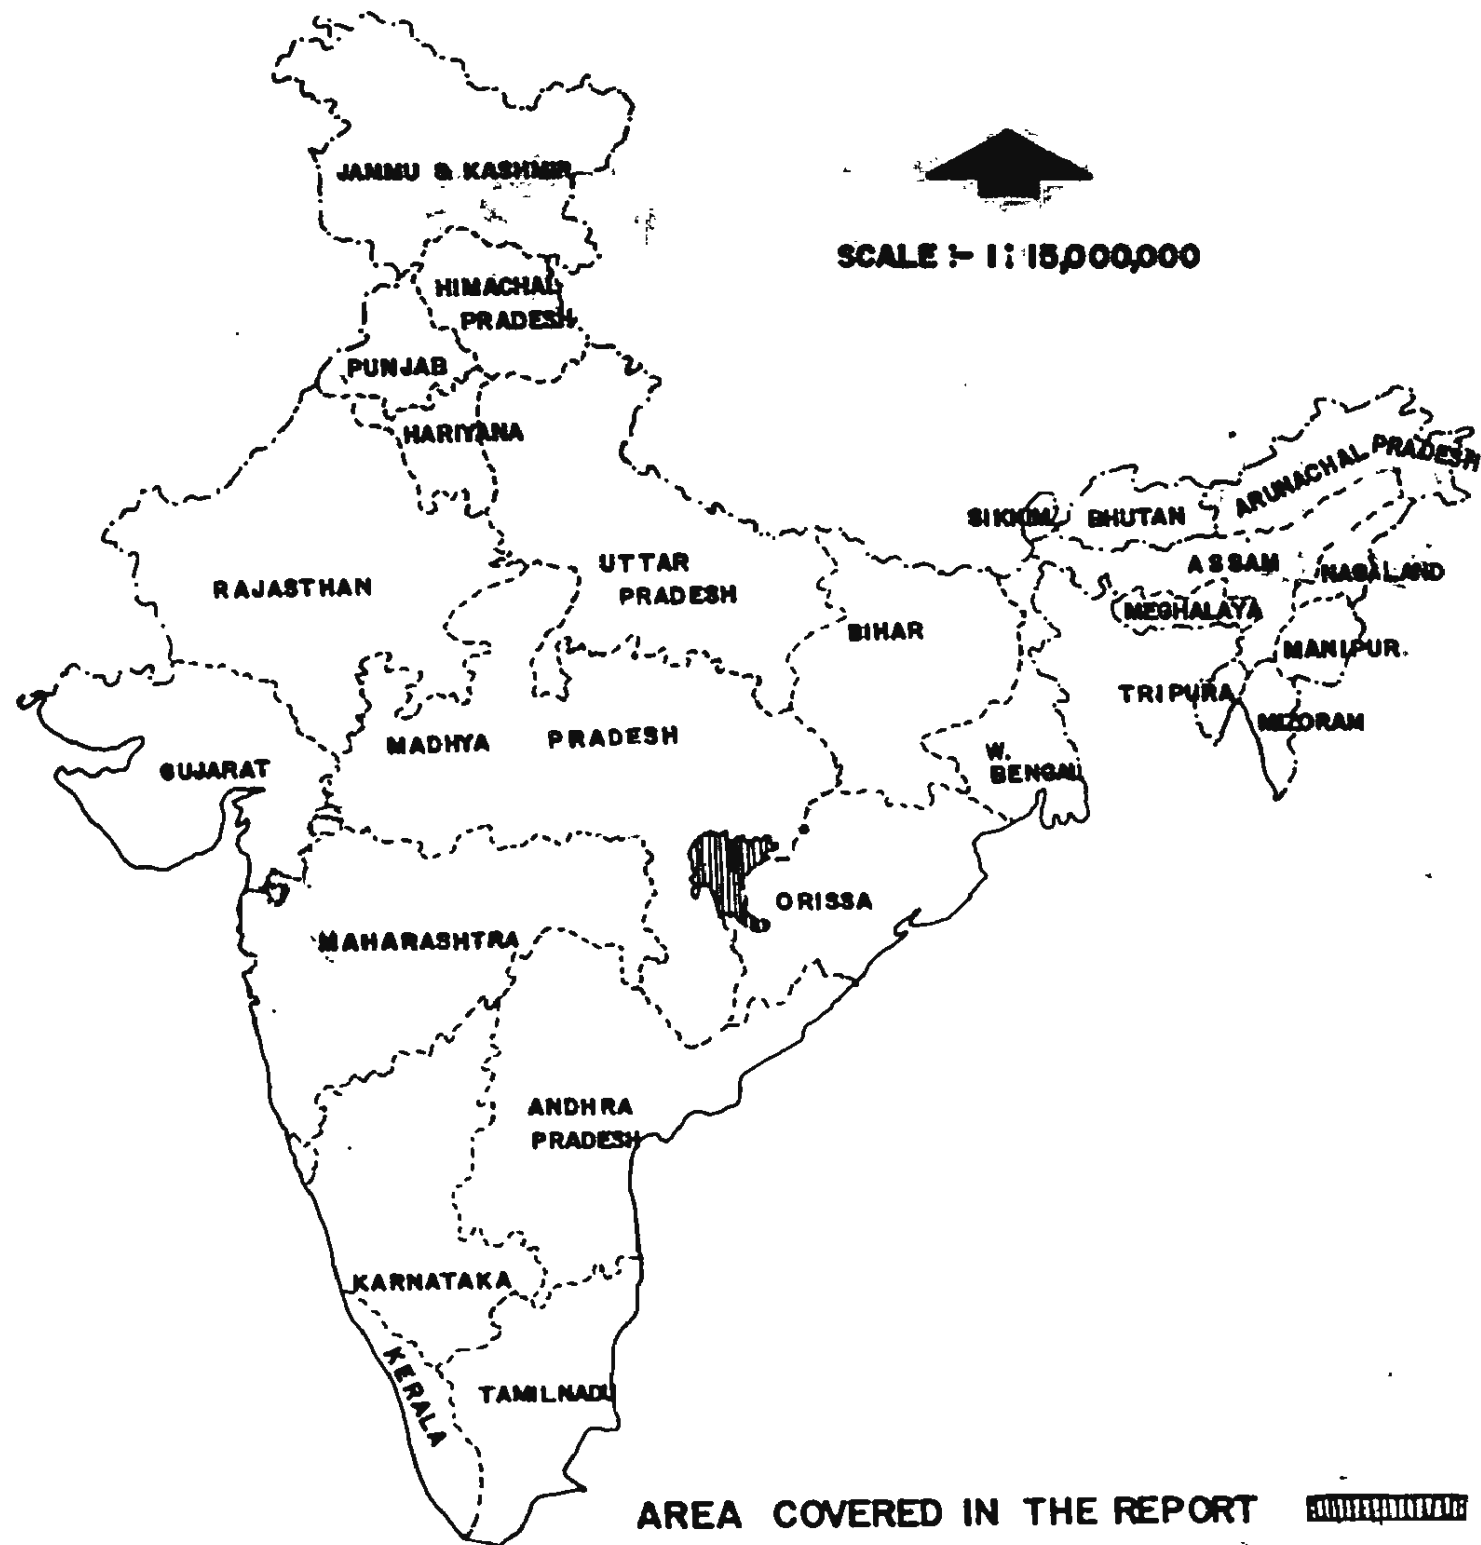 JAMMU & KASHMIR
SCALE :- 1 : 15,000,000
HIMACHAL
PRADESH
PUNJAB
HARIYANA
ARUNACHAL PRADESH
SIKKIM
BHUTAN
ASSAM
NAGALAND
RAJASTHAN
UTTAR
PRADESH
MEGHALAYA
BIHAR
MANIPUR
TRIPURA
MIZORAM
MADHYA PRADESH
W.
BENGAL
GUJARAT
ORISSA
MAHARASHTRA
ANDHRA
PRADESH
KARNATAKA
KERALA
TAMILNADU
AREA COVERED IN THE REPORT